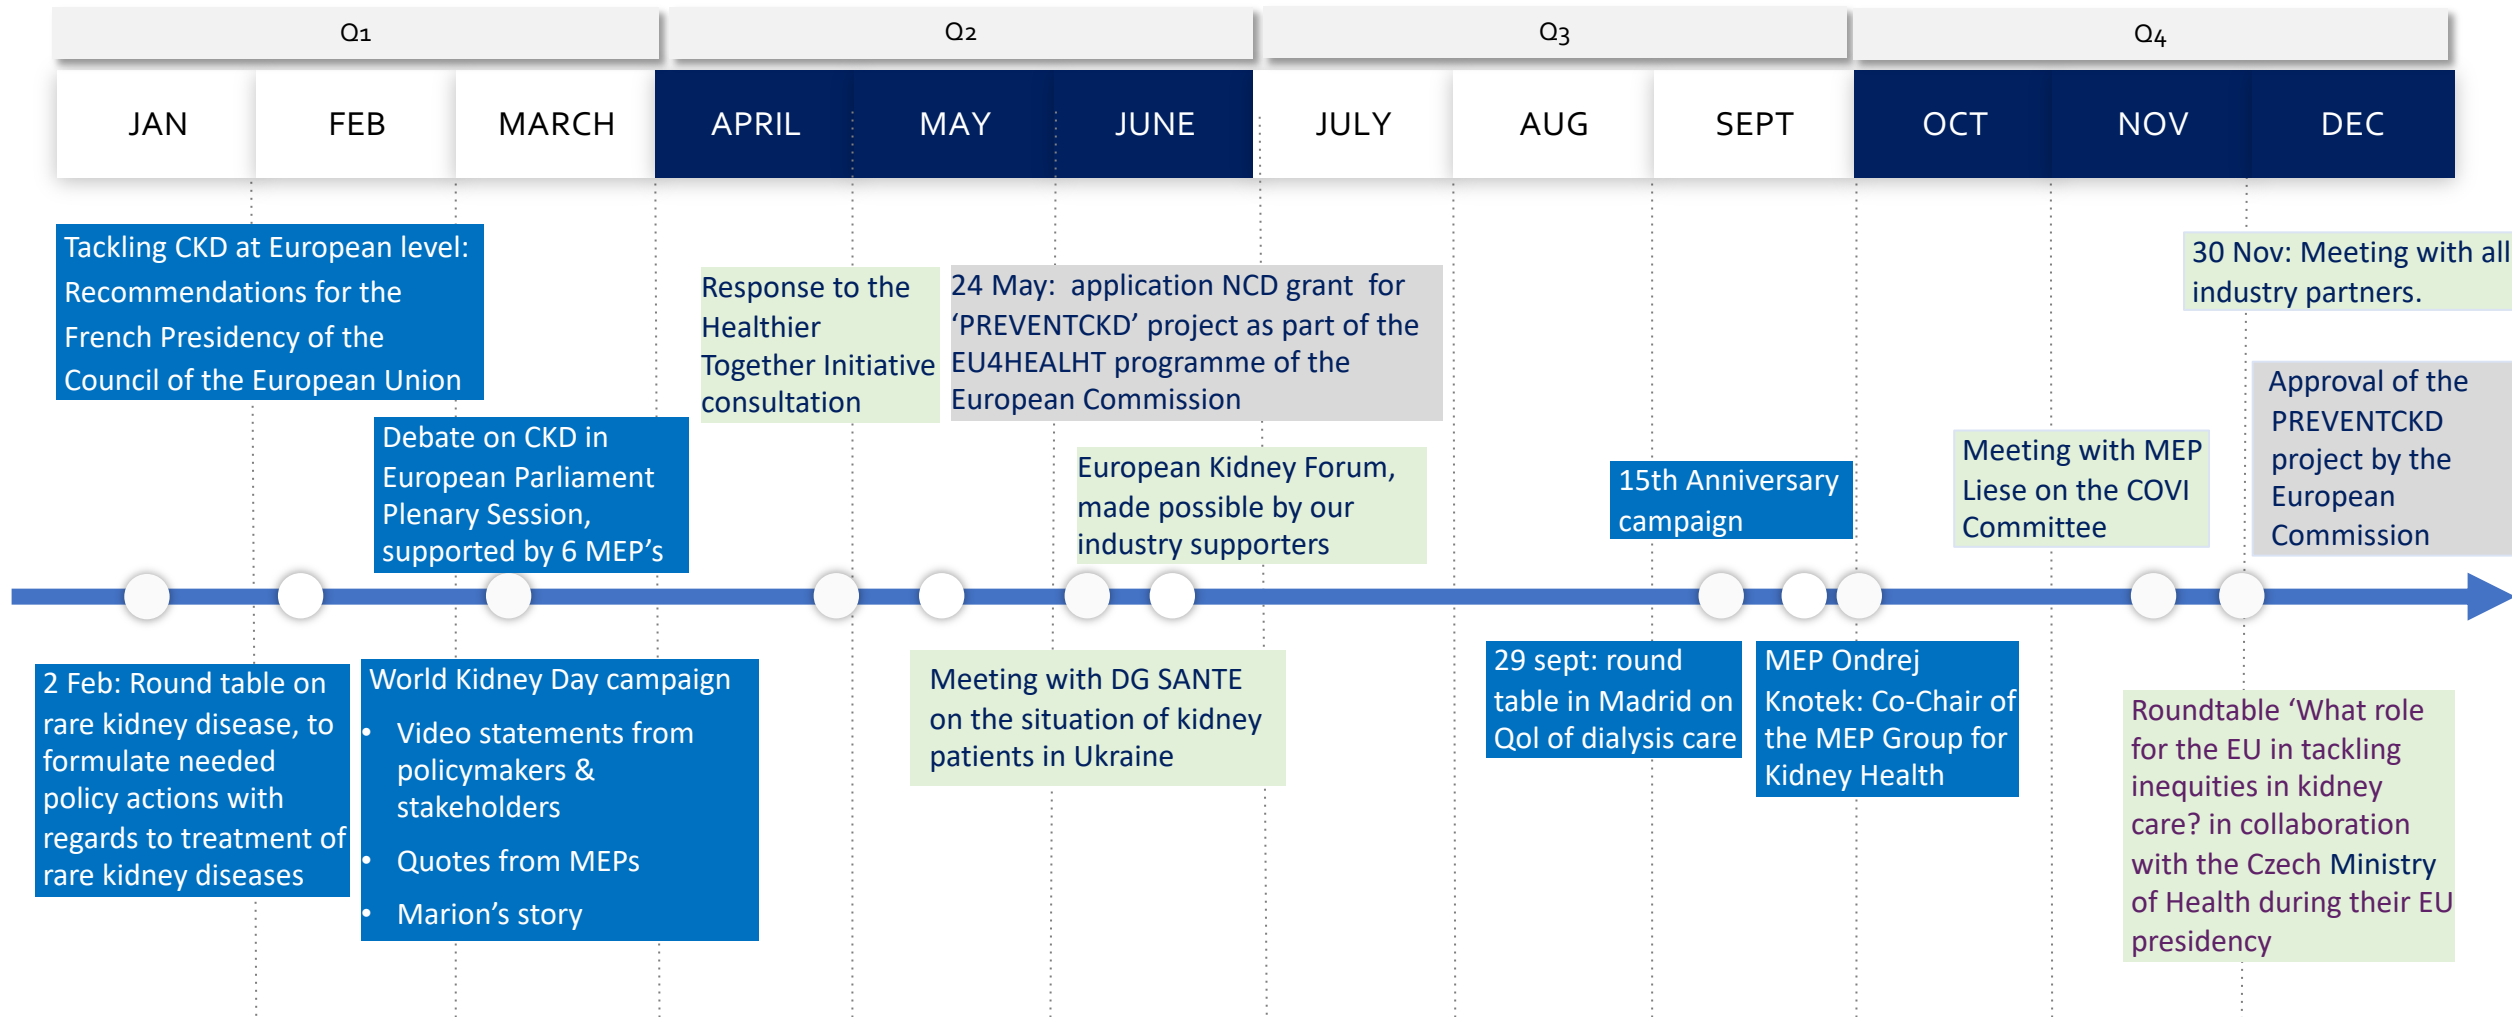 Q1
Q2
Q3
Q4
JAN
FEB
MARCH
APRIL
MAY
JUNE
JULY
AUG
SEPT
OCT
NOV
DEC
Tackling CKD at European level:
Recommendations for the
French Presidency of the
Council of the European Union
Debate on CKD in
European Parliament
Plenary Session,
supported by 6 MEP’s
Response to the
Healthier
Together Initiative
consultation
24 May:  application NCD grant  for
‘PREVENTCKD’ project as part of the
EU4HEALHT programme of the
European Commission
European Kidney Forum,
made possible by our
industry supporters
15th Anniversary
campaign
Meeting with MEP
Liese on the COVI
Committee
30 Nov: Meeting with all
industry partners.
Approval of the
PREVENTCKD
project by the
European
Commission
2 Feb: Round table on
rare kidney disease, to
formulate needed
policy actions with
regards to treatment of
rare kidney diseases
World Kidney Day campaign
• Video statements from
policymakers &
stakeholders
• Quotes from MEPs
• Marion’s story
Meeting with DG SANTE
on the situation of kidney
patients in Ukraine
29 sept: round
table in Madrid on
Qol of dialysis care
MEP Ondrej
Knotek: Co-Chair of
the MEP Group for
Kidney Health
Roundtable ‘What role
for the EU in tackling
inequities in kidney
care? in collaboration
with the Czech Ministry
of Health during their EU
presidency